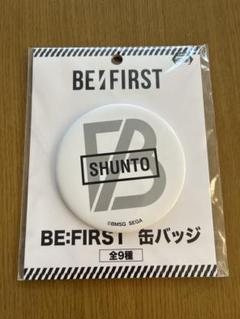 BE:FIRST
SHUNTO
©BMSG SEGA
BE:FIRST 缶バッジ
全9種